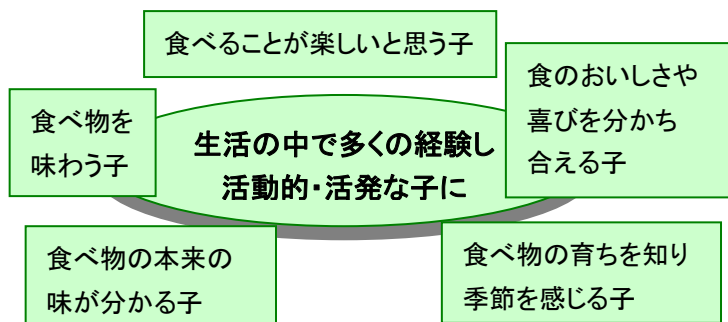 食べることが楽しいと思う子
食のおいしさや
喜びを分かち
合える子
食べ物を
味わう子
生活の中で多くの経験し
活動的・活発な子に
食べ物の本来の
味が分かる子
食べ物の育ちを知り
季節を感じる子